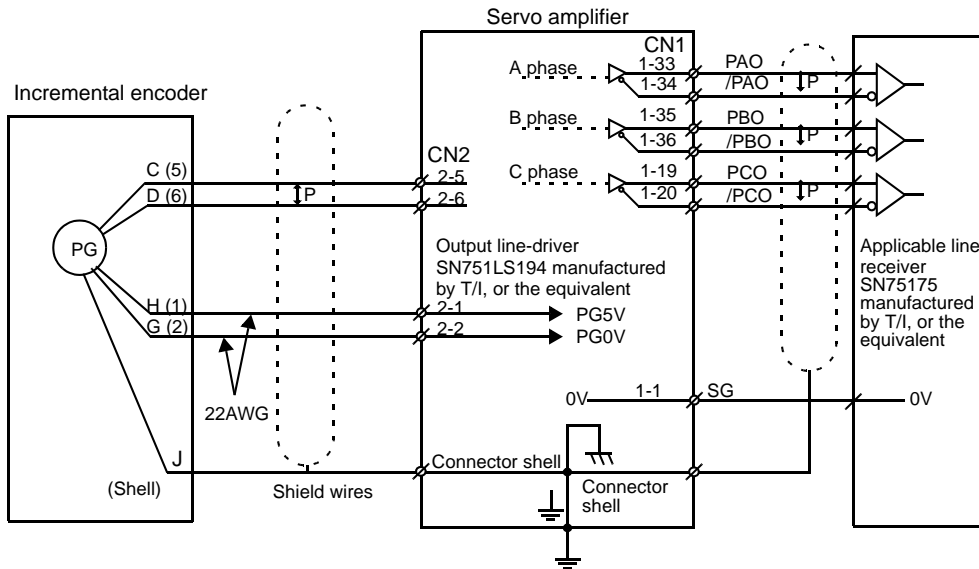 Servo amplifier
Incremental encoder
CN1
A phase
1-33
PAO
1-34
/PAO
P
B phase
1-35
PBO
1-36
/PBO
P
C phase
1-19
PCO
1-20
/PCO
P
C (5)
D (6)
P
CN2
2-5
2-6
PG
Output line-driver
SN751LS194 manufactured
by T/I, or the equivalent
Applicable line
receiver
SN75175
manufactured
by T/I, or the
equivalent
H (1)
G (2)
2-1
PG5V
2-2
PG0V
22AWG
0V
1-1
SG
0V
J
(Shell)
Shield wires
Connector shell
Connector
shell